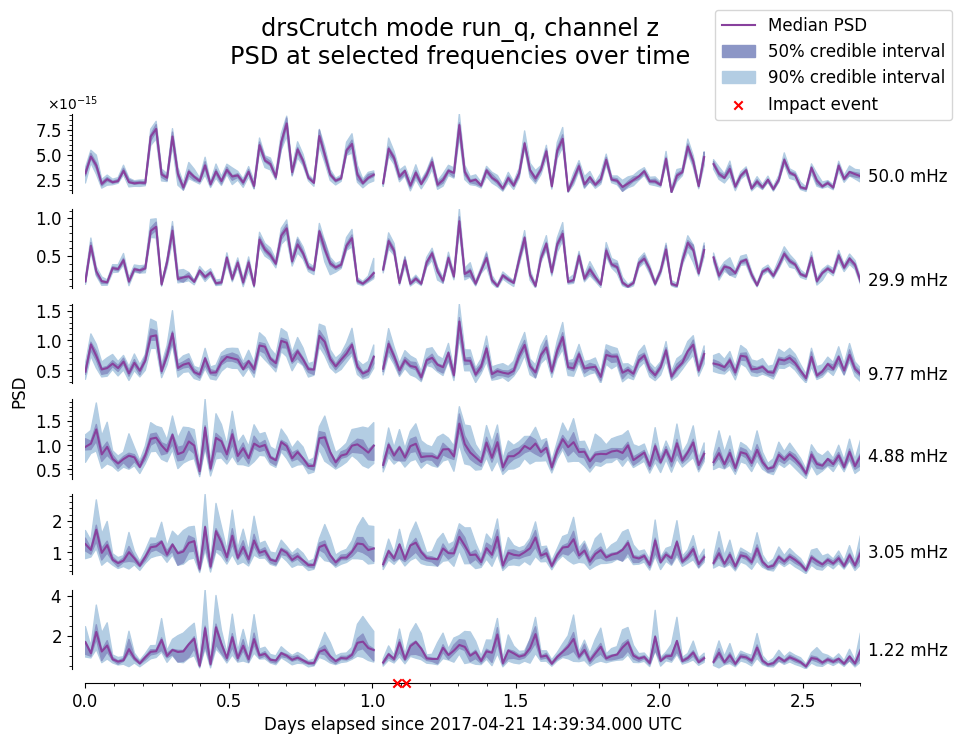 drsCrutch mode run_q, channel z
PSD at selected frequencies over time
Median PSD
50% credible interval
90% credible interval
Impact event
×10⁻¹⁵
7.5
5.0
2.5
50.0 mHz
1.0
0.5
29.9 mHz
1.5
1.0
0.5
9.77 mHz
PSD
1.5
1.0
0.5
4.88 mHz
2
1
3.05 mHz
4
2
1.22 mHz
0.0 0.5 1.0 1.5 2.0 2.5
Days elapsed since 2017-04-21 14:39:34.000 UTC